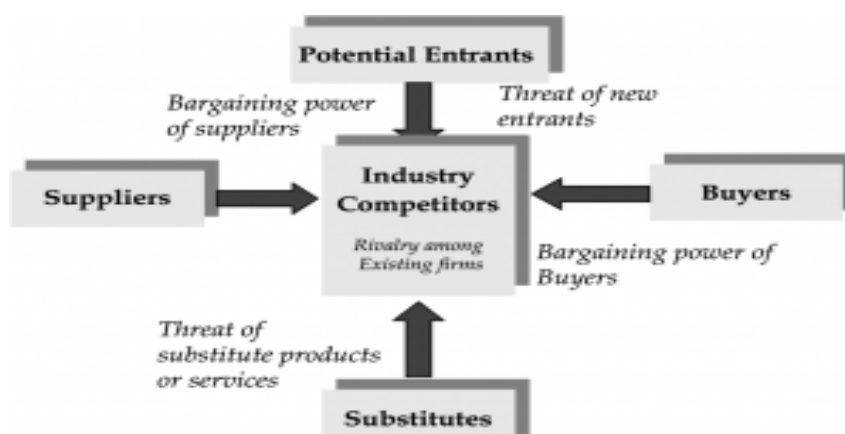 Potential Entrants
Bargaining power
of suppliers
Threat of new
entrants
Suppliers
Industry
Competitors
Rivalry among
Existing firms
Buyers
Bargaining power of
Buyers
Threat of
substitute products
or services
Substitutes